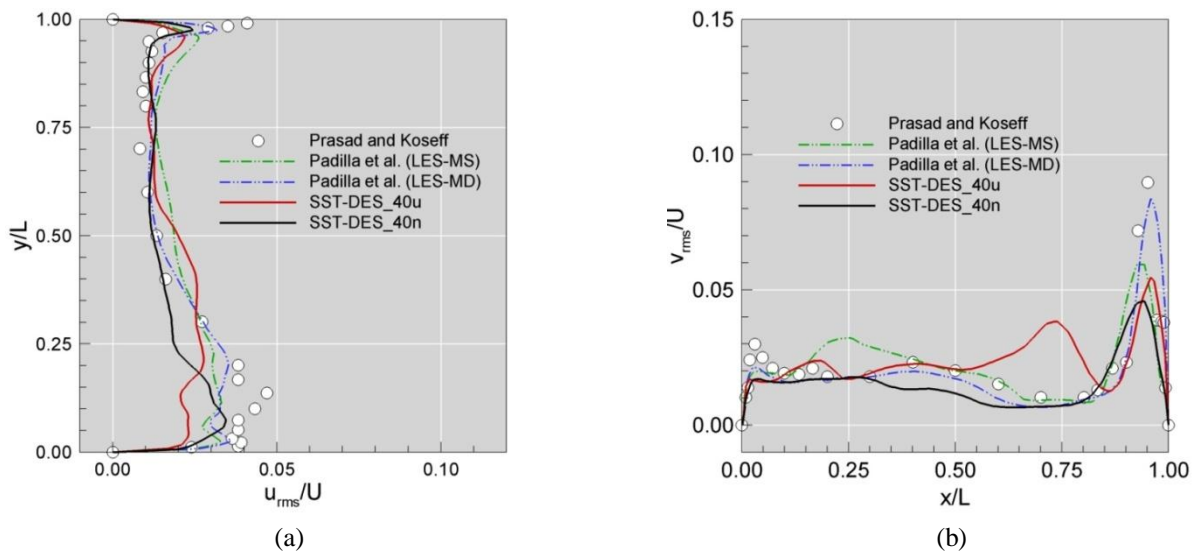 1.00
0.75
0.50
0.25
0.00
y/L
0.00
0.05
0.10
u_rms/U
Prasad and Koseff
Padilla et al. (LES-MS)
Padilla et al. (LES-MD)
SST-DES_40u
SST-DES_40n
(a)
0.15
0.10
0.05
0.00
v_rms/U
0.00
0.25
0.50
0.75
1.00
x/L
Prasad and Koseff
Padilla et al. (LES-MS)
Padilla et al. (LES-MD)
SST-DES_40u
SST-DES_40n
(b)